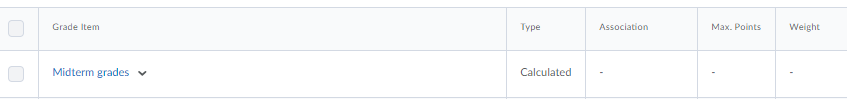 Grade Item Type Association Max. Points Weight
Midterm grades Calculated - - -